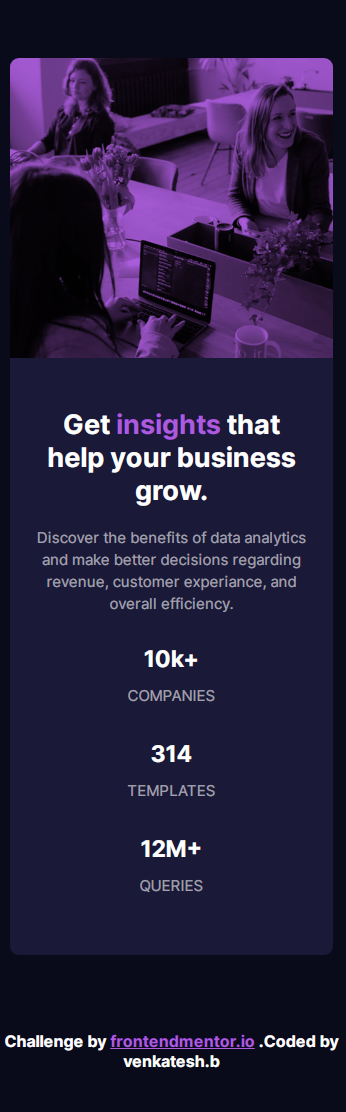 Get insights that
help your business
grow.
Discover the benefits of data analytics
and make better decisions regarding
revenue, customer experiance, and
overall efficiency.
10k+
COMPANIES
314
TEMPLATES
12M+
QUERIES
Challenge by frontendmentor.io .Coded by
venkatesh.b